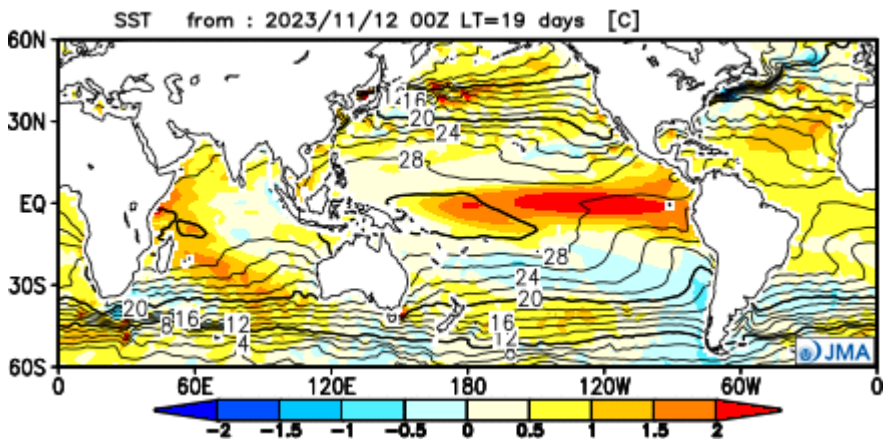 SST from : 2023/11/12 00Z LT=19 days [C]
60N
16
20
24
30N
28
EQ
28
24
30S
20
20
16
16
12
12
8
4
60S
JMA
0 60E 120E 180 120W 60W 0
-2 -1.5 -1 -0.5 0 0.5 1 1.5 2